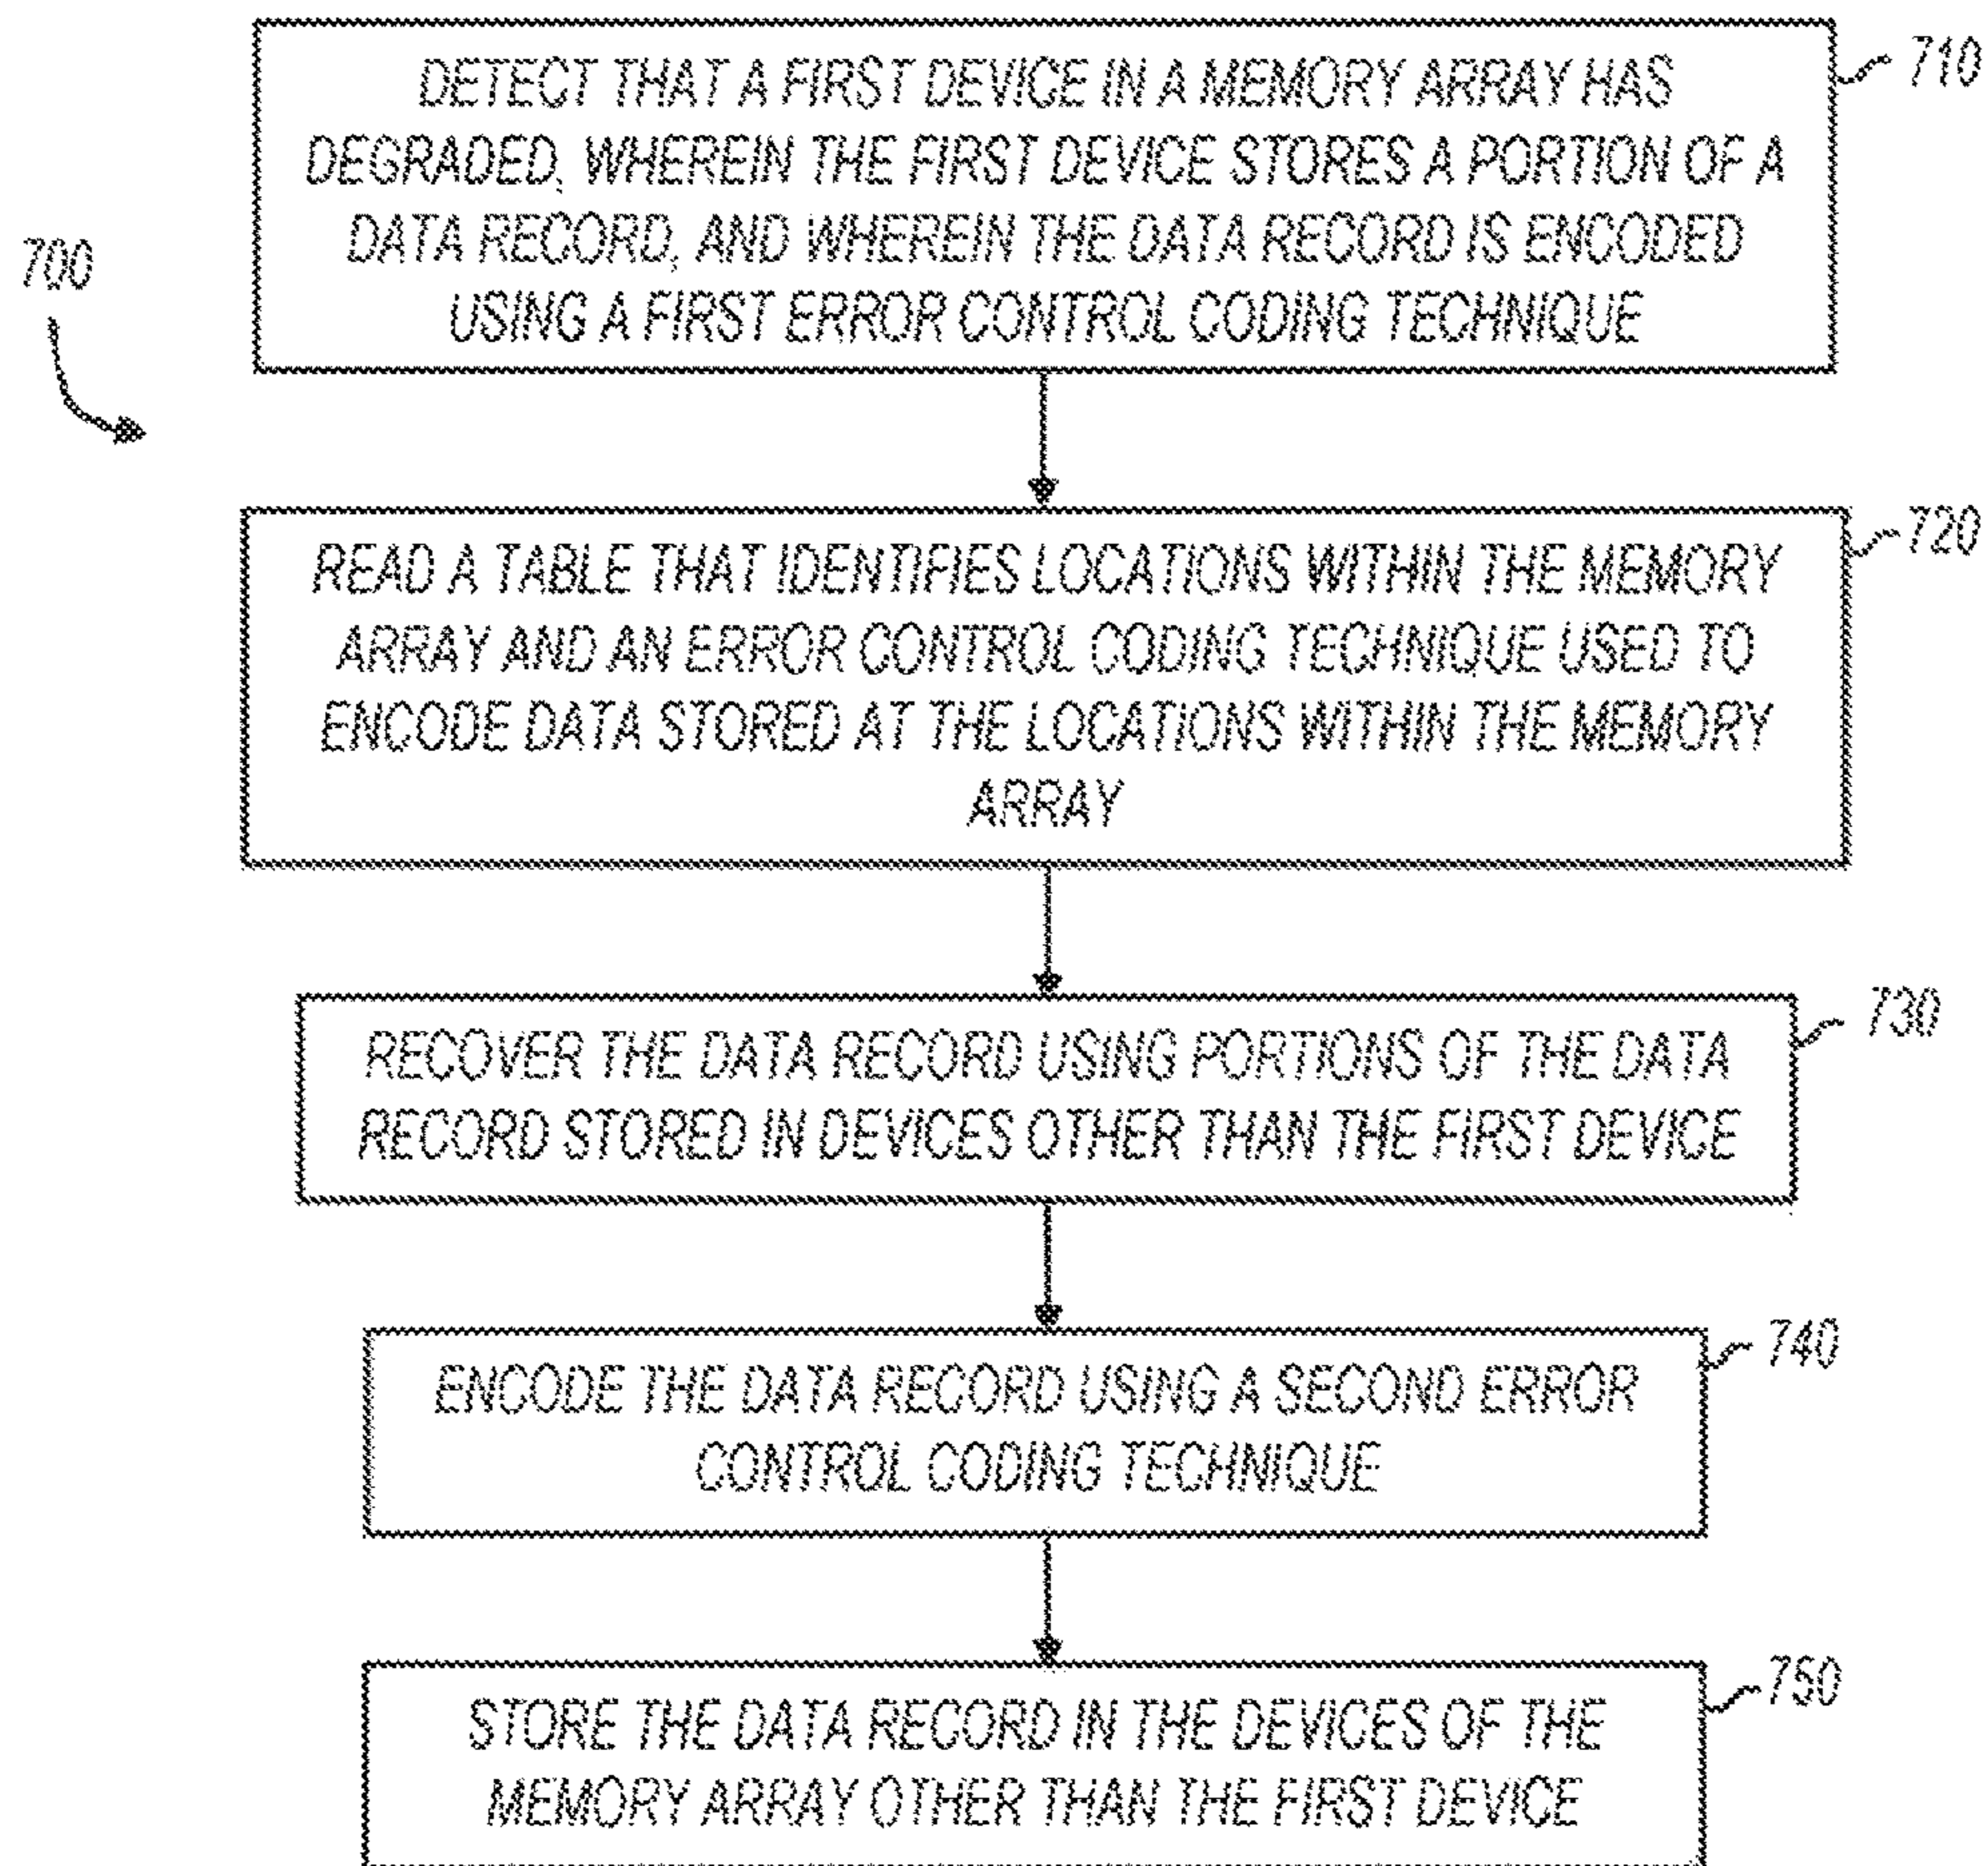 700
DETECT THAT A FIRST DEVICE IN A MEMORY ARRAY HAS
DEGRADED, WHEREIN THE FIRST DEVICE STORES A PORTION OF A
DATA RECORD, AND WHEREIN THE DATA RECORD IS ENCODED
USING A FIRST ERROR CONTROL CODING TECHNIQUE
710
READ A TABLE THAT IDENTIFIES LOCATIONS WITHIN THE MEMORY
ARRAY AND AN ERROR CONTROL CODING TECHNIQUE USED TO
ENCODE DATA STORED AT THE LOCATIONS WITHIN THE MEMORY
ARRAY
720
RECOVER THE DATA RECORD USING PORTIONS OF THE DATA
RECORD STORED IN DEVICES OTHER THAN THE FIRST DEVICE
730
ENCODE THE DATA RECORD USING A SECOND ERROR
CONTROL CODING TECHNIQUE
740
STORE THE DATA RECORD IN THE DEVICES OF THE
MEMORY ARRAY OTHER THAN THE FIRST DEVICE
750